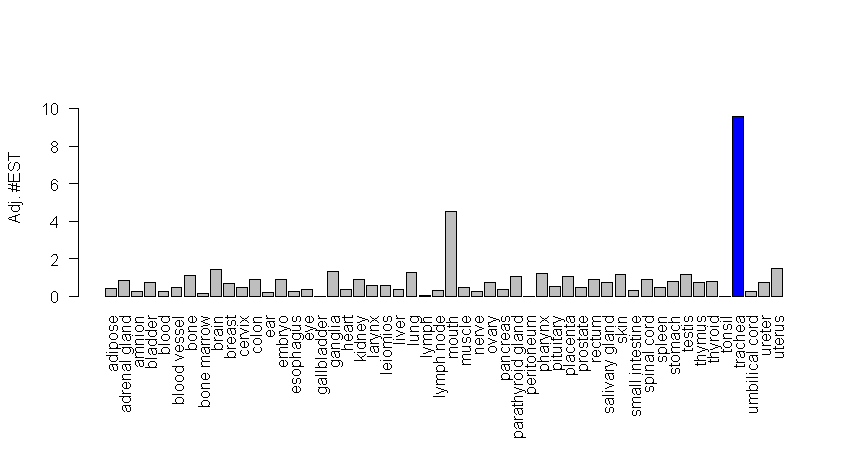 Adj. #EST
10
8
6
4
2
0
adipose
adrenal gland
amnion
bladder
blood
blood vessel
bone
bone marrow
brain
breast
cervix
colon
ear
embryo
esophagus
eye
gallbladder
ganglia
heart
kidney
larynx
leiomios
liver
lung
lymph
lymph node
mouth
muscle
nerve
ovary
pancreas
parathyroid gland
peritoneum
pharynx
pituitary
placenta
prostate
rectum
salivary gland
skin
small intestine
spinal cord
spleen
stomach
testis
thymus
thyroid
tonsil
trachea
umbilical cord
ureter
uterus